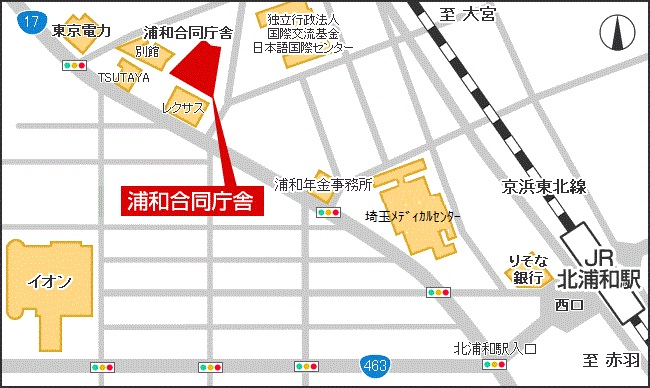 17
東京電力
浦和合同庁舎
別館
TSUTAYA
レクサス
独立行政法人
国際交流基金
日本語国際センター
至 大宮
浦和年金事務所
浦和合同庁舎
埼玉メディカルセンター
京浜東北線
イオン
りそな
銀行
JR
北浦和駅
西口
北浦和駅入口
463
至 赤羽